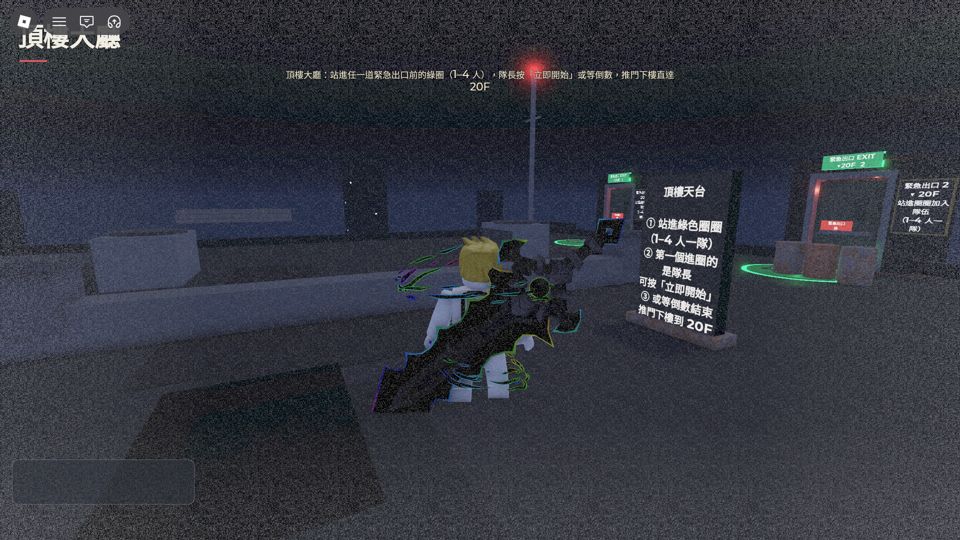 頂樓大廳
頂樓大廳：站進任一道緊急出口前的綠圈（1–4 人），隊長按「立即開始」或等倒數，推門下樓直達
20F
緊急出口 EXIT
▼20F 2
頂樓天台
① 站進綠色圈圈
（1–4 人一隊）
② 第一個進圈的
是隊長
可按「立即開始」
③ 或等倒數結束
推門下樓到 20F
緊急出口 2
▼ 20F
站進圈圈加入
隊伍
（1–4 人一
隊）